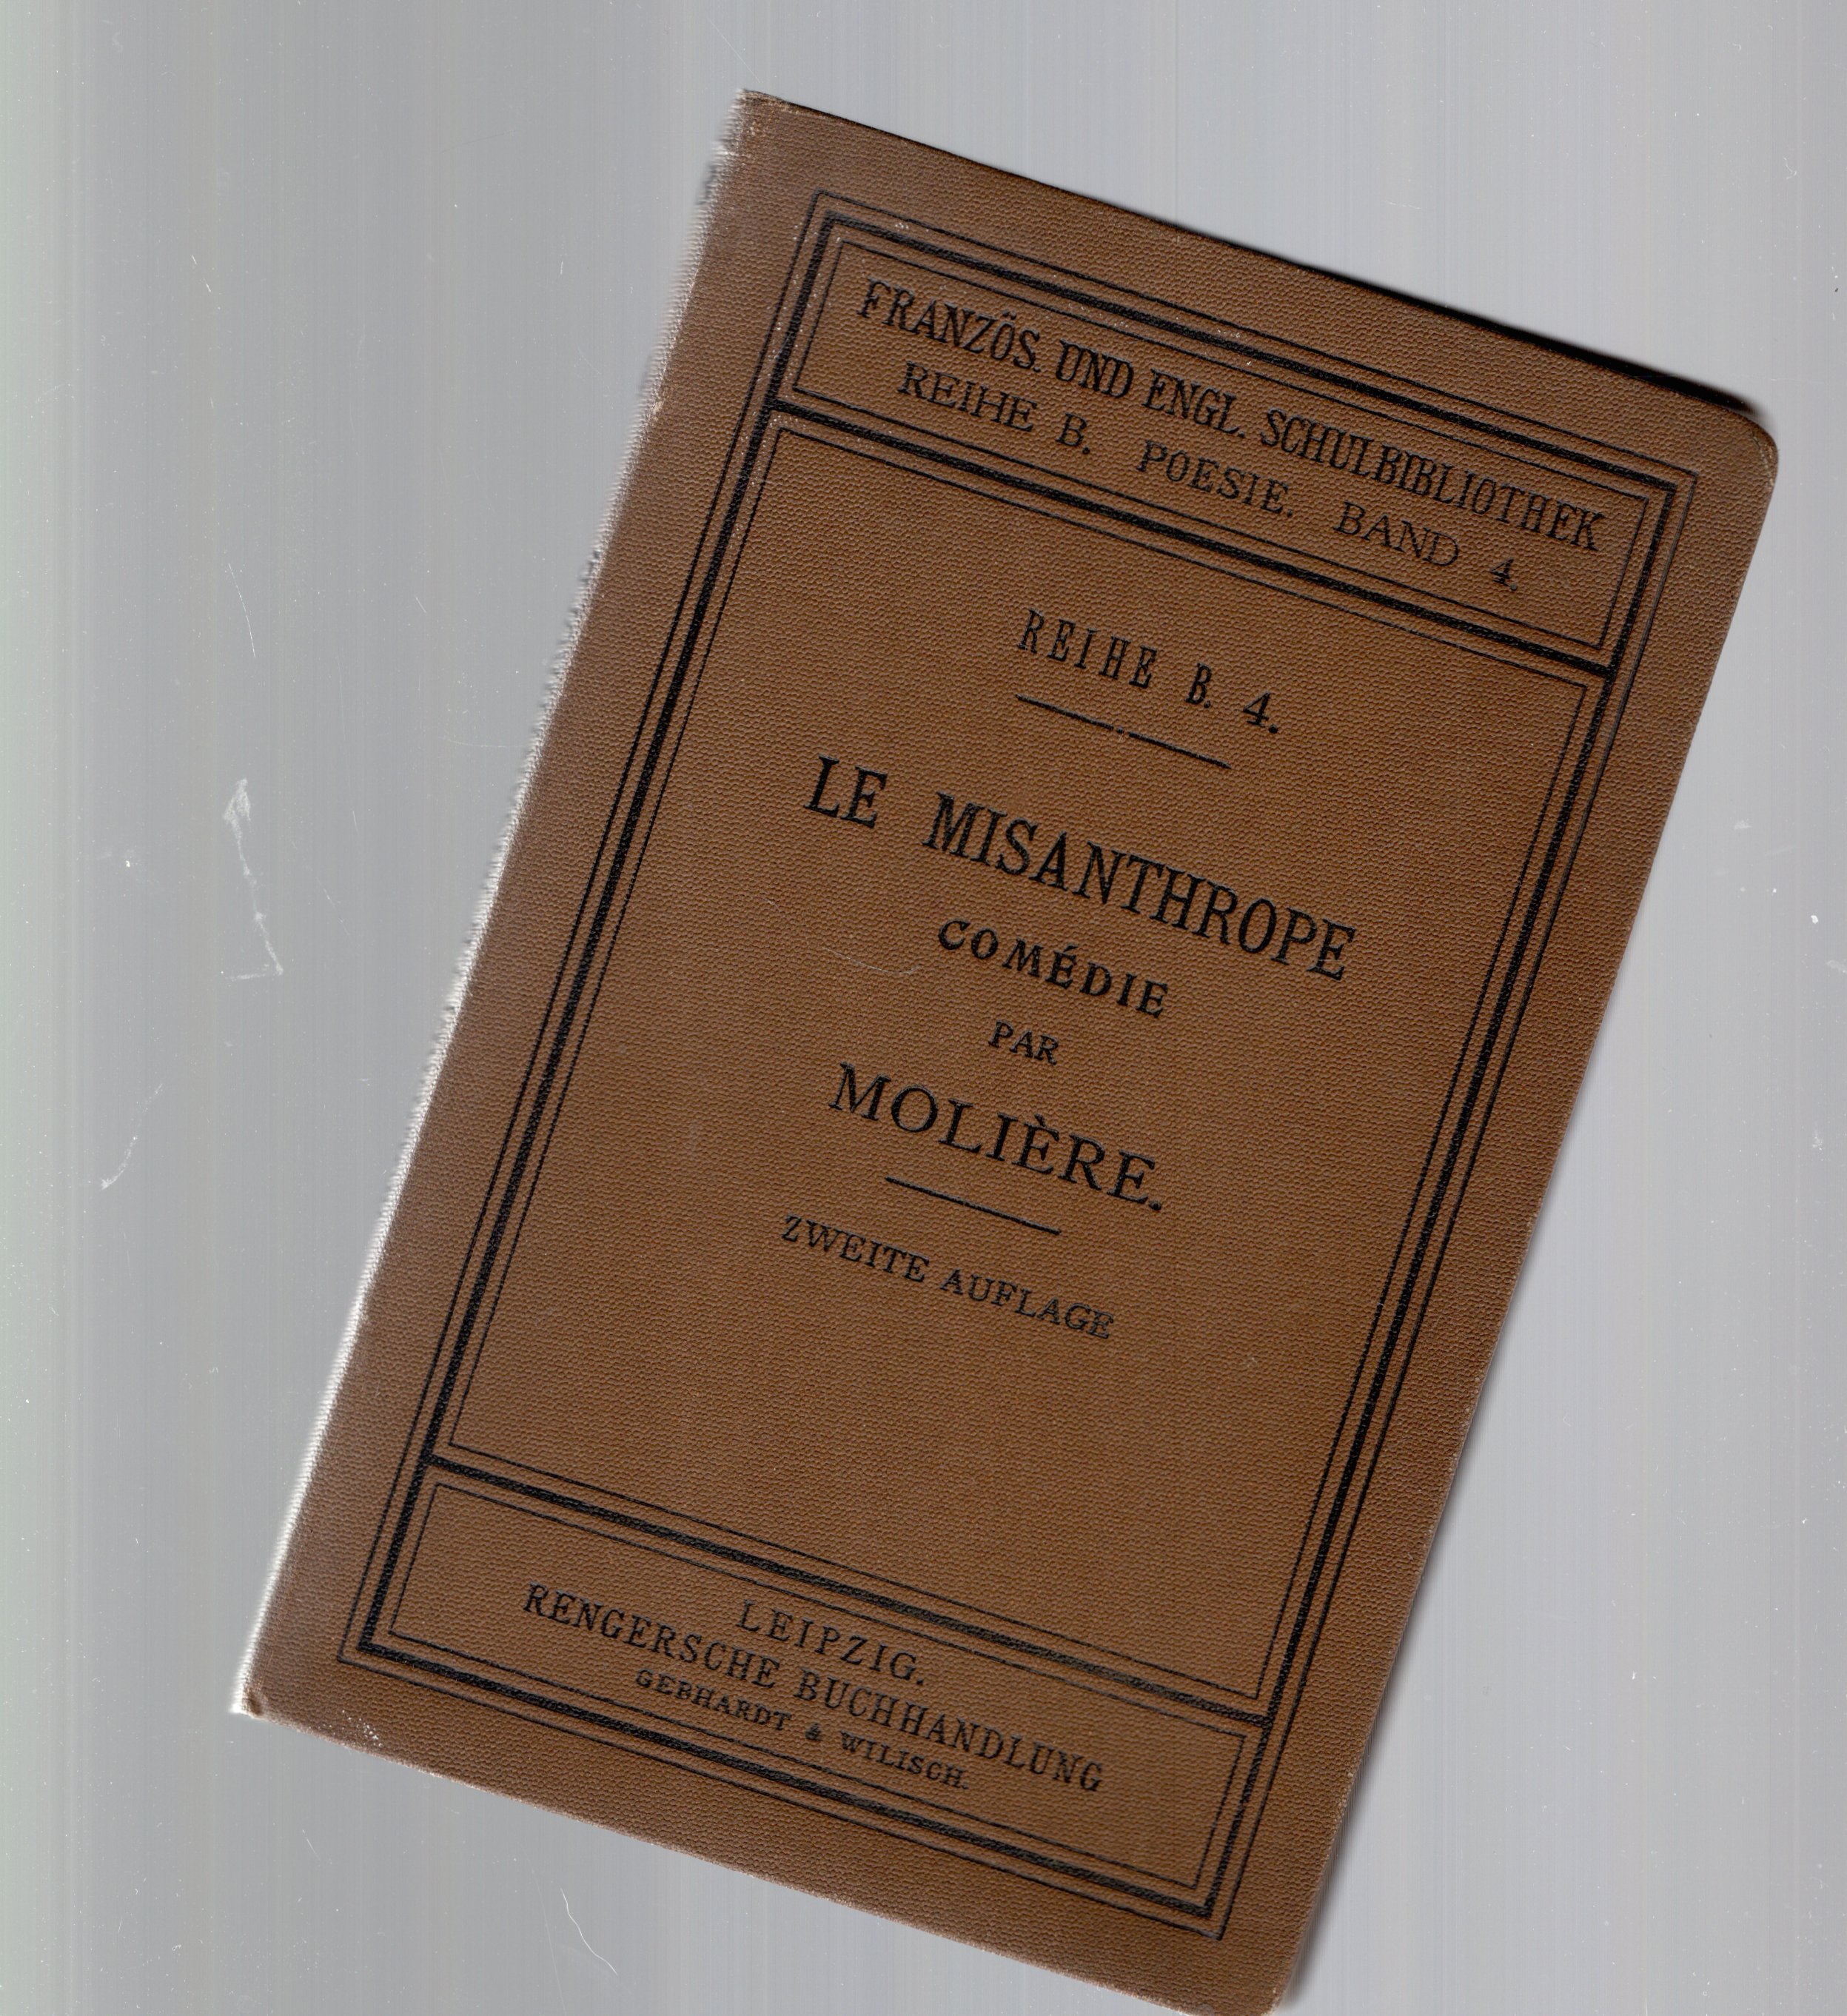 FRANZÖS. UND ENGL. SCHULBIBLIOTHEK
REIHE B. POESIE. BAND 4.
REIHE B. 4.
LE MISANTHROPE
COMÉDIE
PAR
MOLIÈRE.
ZWEITE AUFLAGE
LEIPZIG.
RENGERSCHE BUCHHANDLUNG
GEBHARDT & WILISCH.